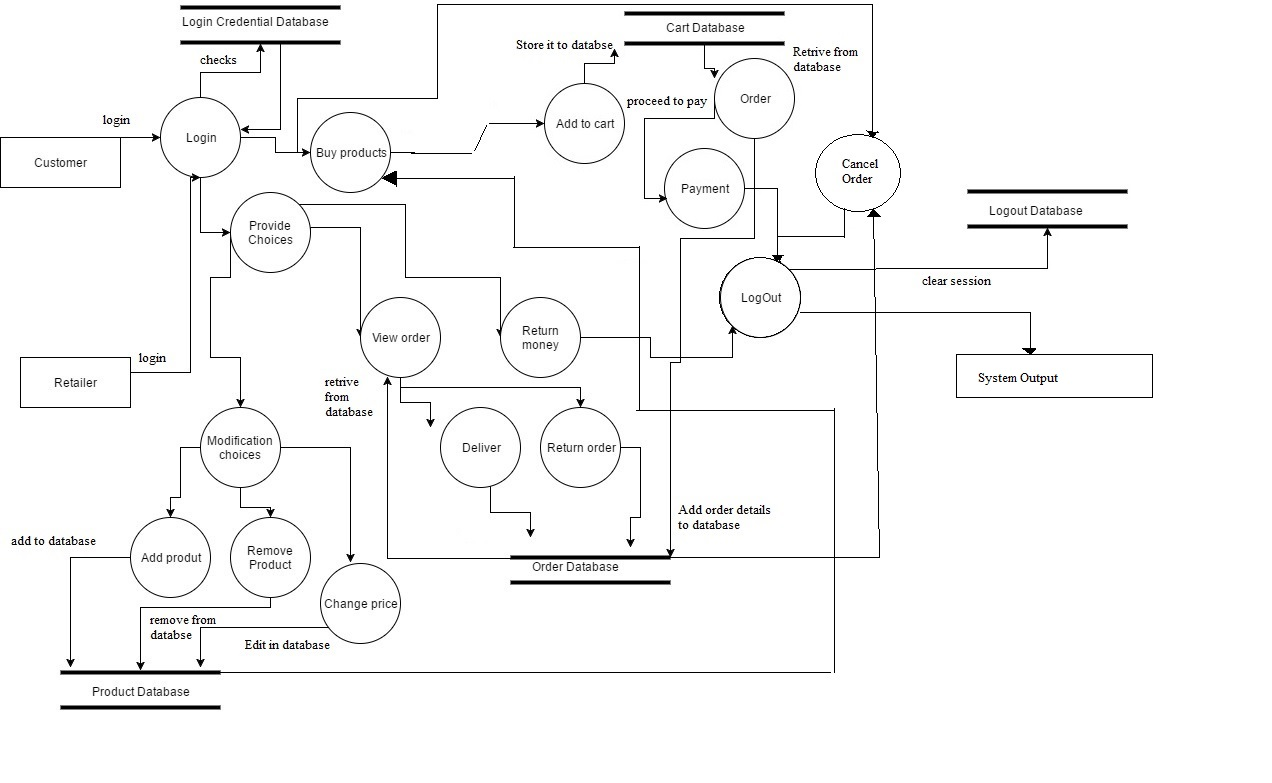 Login Credential Database
Cart Database
Store it to databse
Retrive from
database
checks
login
Login
Customer
Buy products
Add to cart
proceed to pay
Order
Cancel
Order
Payment
Logout Database
Provide
Choices
clear session
LogOut
View order
Return
money
System Output
login
Retailer
retrive
from
database
Modification
choices
Deliver
Return order
Add order details
to database
add to database
Add produt
Remove
Product
Order Database
Change price
remove from
databse
Edit in database
Product Database